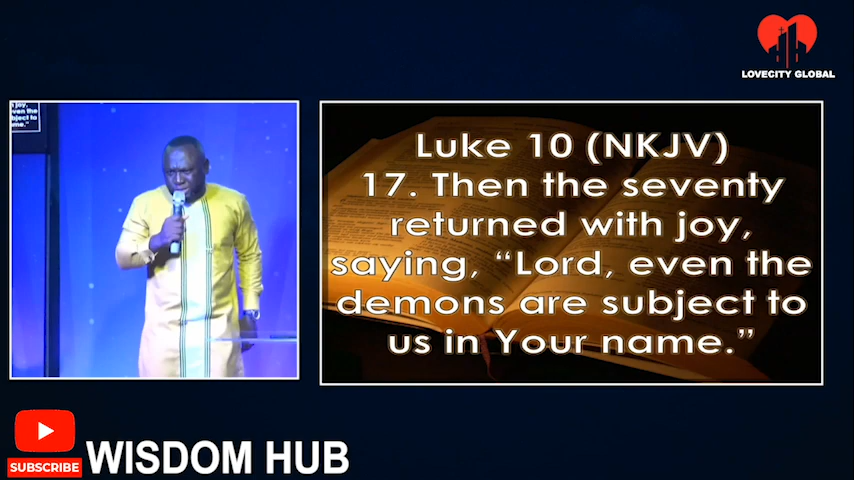 LOVECITY GLOBAL
Luke 10 (NKJV)
17. Then the seventy
returned with joy,
saying, “Lord, even the
demons are subject to
us in Your name.”
SUBSCRIBE
WISDOM HUB